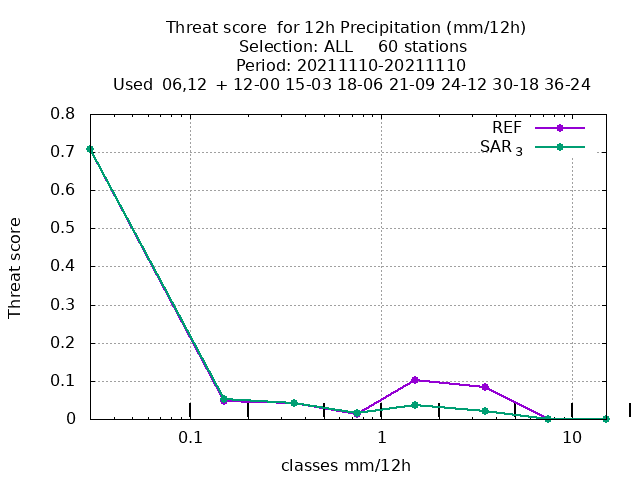 Threat score  for 12h Precipitation (mm/12h)
Selection: ALL     60 stations
Period: 20211110-20211110
Used  06,12  + 12-00 15-03 18-06 21-09 24-12 30-18 36-24
REF
SAR 3
0.8
0.7
0.6
0.5
0.4
0.3
0.2
0.1
0
Threat score
0.1
1
10
classes mm/12h